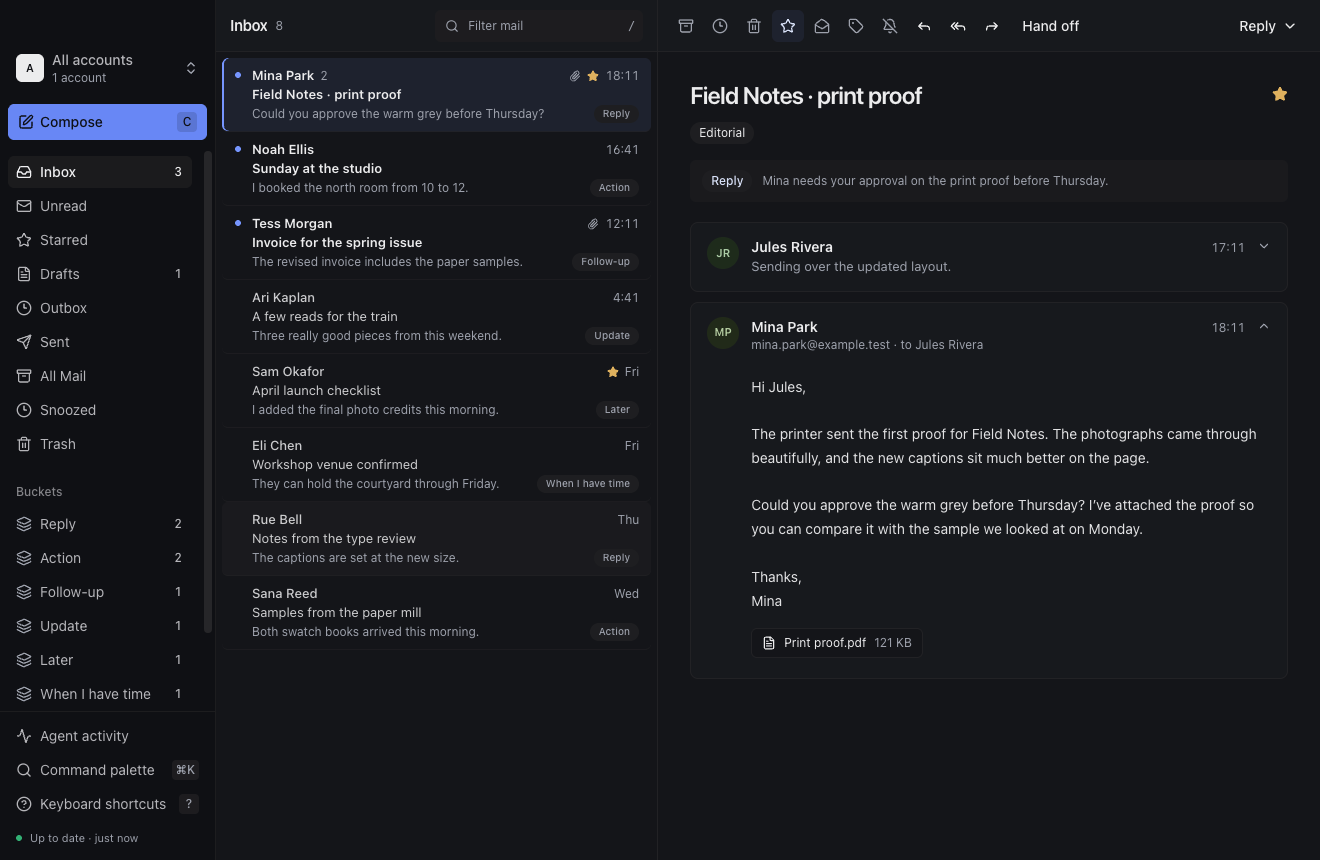 A
All accounts
1 account
Compose C
Inbox 3
Unread
Starred
Drafts 1
Outbox
Sent
All Mail
Snoozed
Trash
Buckets
Reply 2
Action 2
Follow-up 1
Update 1
Later 1
When I have time 1
Agent activity
Command palette ⌘K
Keyboard shortcuts ?
Up to date · just now
Inbox 8
Filter mail /
Mina Park 2 18:11
Field Notes · print proof
Could you approve the warm grey before Thursday? Reply
Noah Ellis 16:41
Sunday at the studio
I booked the north room from 10 to 12. Action
Tess Morgan 12:11
Invoice for the spring issue
The revised invoice includes the paper samples. Follow-up
Ari Kaplan 4:41
A few reads for the train
Three really good pieces from this weekend. Update
Sam Okafor Fri
April launch checklist
I added the final photo credits this morning. Later
Eli Chen Fri
Workshop venue confirmed
They can hold the courtyard through Friday. When I have time
Rue Bell Thu
Notes from the type review
The captions are set at the new size. Reply
Sana Reed Wed
Samples from the paper mill
Both swatch books arrived this morning. Action
Hand off Reply
Field Notes · print proof
Editorial
Reply Mina needs your approval on the print proof before Thursday.
JR Jules Rivera 17:11
Sending over the updated layout.
MP Mina Park 18:11
mina.park@example.test · to Jules Rivera
Hi Jules,
The printer sent the first proof for Field Notes. The photographs came through
beautifully, and the new captions sit much better on the page.
Could you approve the warm grey before Thursday? I’ve attached the proof so
you can compare it with the sample we looked at on Monday.
Thanks,
Mina
Print proof.pdf 121 KB